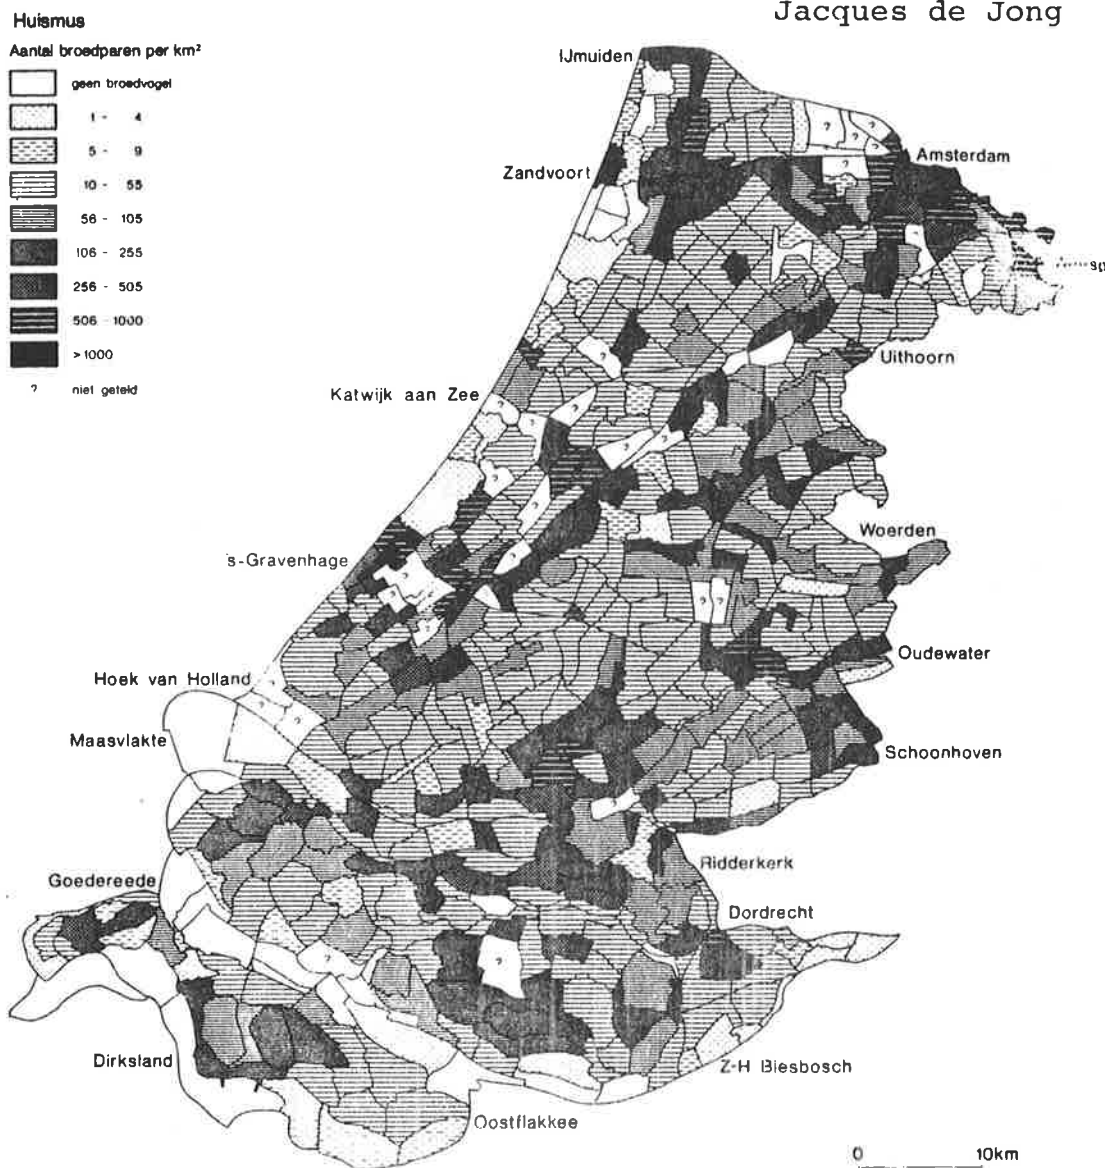 Jacques de Jong
Huismus
Aantal broedparen per km²
geen broedvogel
1 - 4
5 - 9
10 - 55
56 - 105
106 - 255
256 - 505
506 - 1000
> 1000
? niet geteld
IJmuiden
Amsterdam
Zandvoort
Uithoorn
Katwijk aan Zee
Woerden
's-Gravenhage
Oudewater
Hoek van Holland
Maasvlakte
Schoonhoven
Ridderkerk
Goedereede
Dordrecht
Dirksland
Z-H Biesbosch
Oostflakkee
0 10km